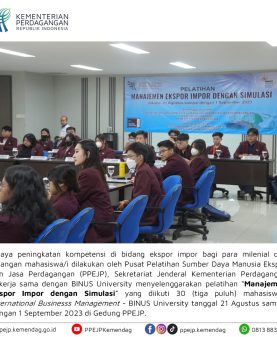 KEMENTERIAN
PERDAGANGAN
REPUBLIK INDONESIA
PELATIHAN
MANAJEMEN EKSPOR IMPOR DENGAN SIMULASI
aya peningkatan kompetensi di bidang ekspor impor bagi para milenial d
angan mahasiswa/i dilakukan oleh Pusat Pelatihan Sumber Daya Manusia Eksp
n Jasa Perdagangan (PPEJP), Sekretariat Jenderal Kementerian Perdagang
kerja sama dengan BINUS University menyelenggarakan pelatihan "Manajem
spor Impor dengan Simulasi" yang diikuti 30 (tiga puluh) mahasisw
nternational Businesss Management - BINUS University tanggal 21 Agustus sam
ngan 1 September 2023 di Gedung PPEJP.
ppejp.kemendag.go.id
PPEJPKemendag
ppejp.kemendag
0813 883